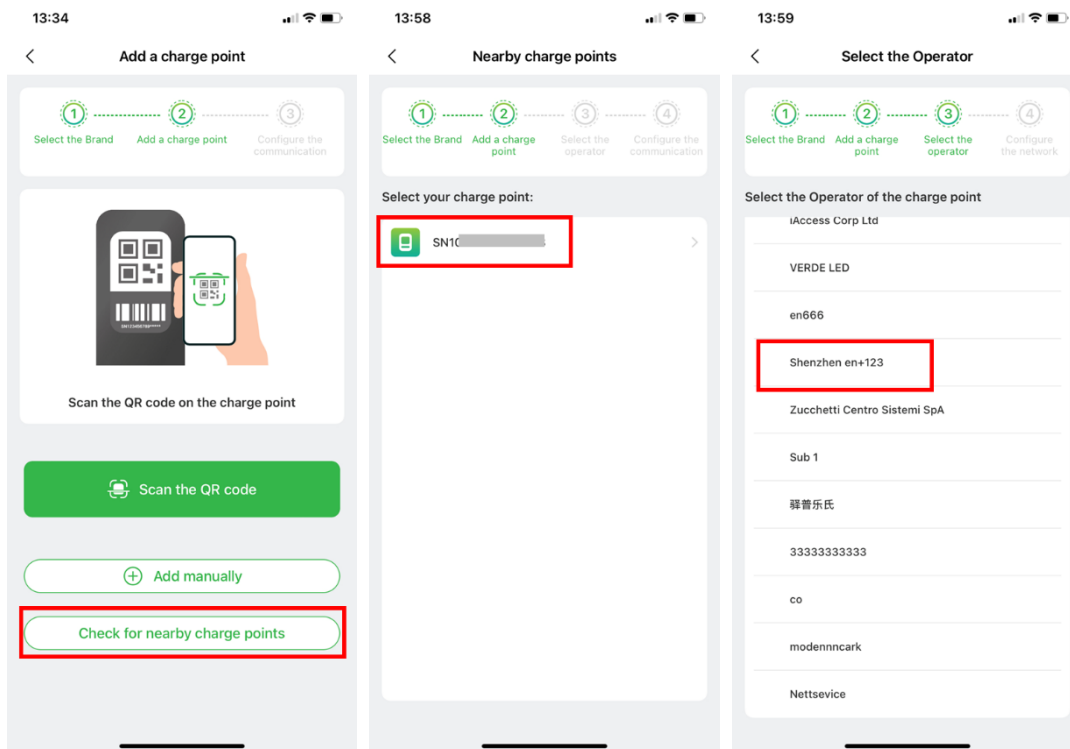 13:34
Add a charge point
1
2
3
Select the Brand
Add a charge point
Configure the
communication
SN123456789*****
Scan the QR code on the charge point
Scan the QR code
Add manually
Check for nearby charge points
13:58
Nearby charge points
1
2
3
4
Select the Brand
Add a charge
point
Select the
operator
Configure the
communication
Select your charge point:
SN10
13:59
Select the Operator
1
2
3
4
Select the Brand
Add a charge
point
Select the
operator
Configure
the network
Select the Operator of the charge point
iAccess Corp Ltd
VERDE LED
en666
Shenzhen en+123
Zucchetti Centro Sistemi SpA
Sub 1
驿普乐氏
33333333333
co
modennncark
Nettsevice